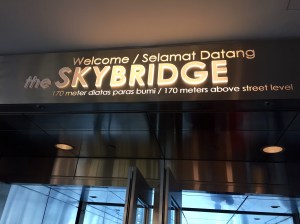 Welcome / Selamat Datang
the SKYBRIDGE
170 meter diatas paras bumi / 170 meters above street level